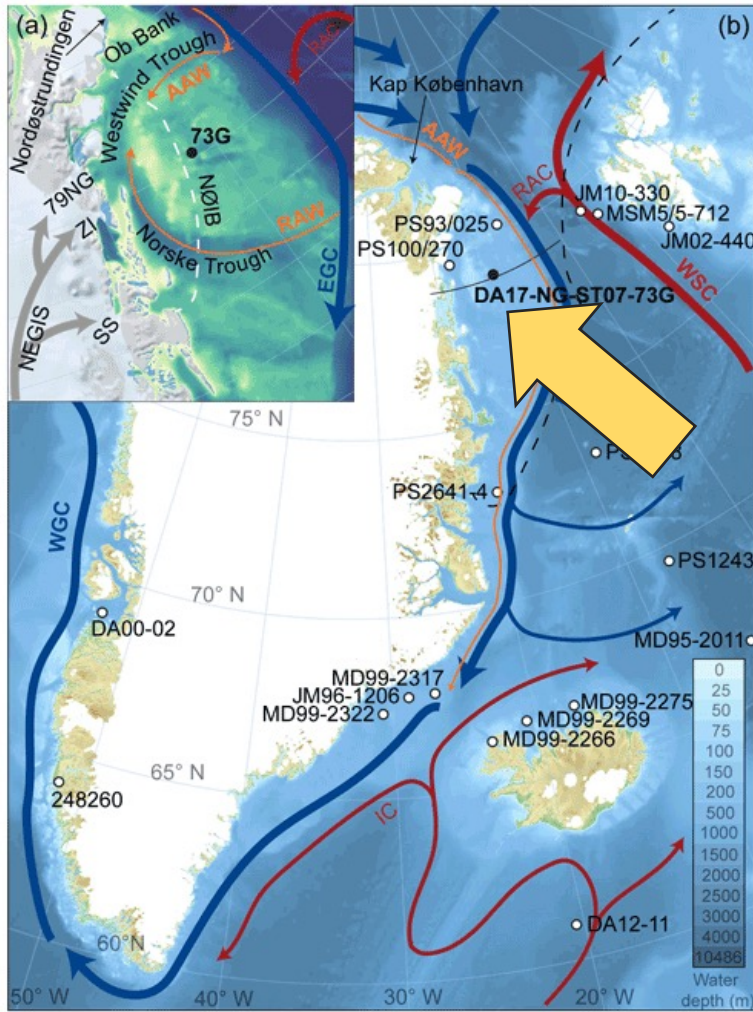 (a)
Nordøstrundingen
Ob Bank
Westwind Trough
AAW
RAC
73G
NØIB
79NG
ZI
RAW
Norske Trough
EGC
NEGIS
SS
(b)
Kap København
AAW
RAC
JM10-330
MSM5/5-712
JM02-440
PS93/025
PS100/270
WSC
DA17-NG-ST07-73G
75° N
PS2641-4
WGC
PS1243
70° N
DA00-02
MD95-2011
MD99-2317
JM96-1206
MD99-2322
MD99-2275
MD99-2269
MD99-2266
65° N
248260
IC
DA12-11
60°N
50° W
40° W
30° W
20° W
0
25
50
75
100
150
200
500
1000
1500
2000
2500
3000
4000
10486
Water
depth (m)